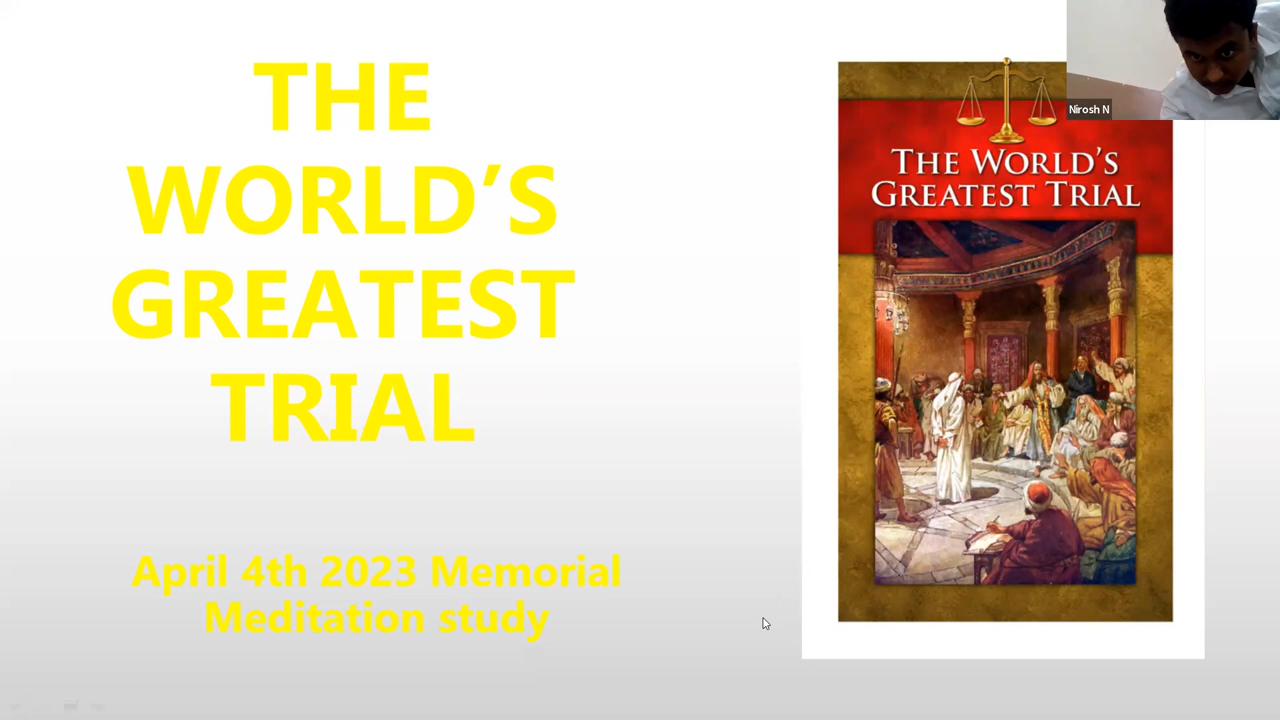 THE
WORLD’S
GREATEST
TRIAL
April 4th 2023 Memorial
Meditation study
THE WORLD’S
GREATEST TRIAL
Nirosh N